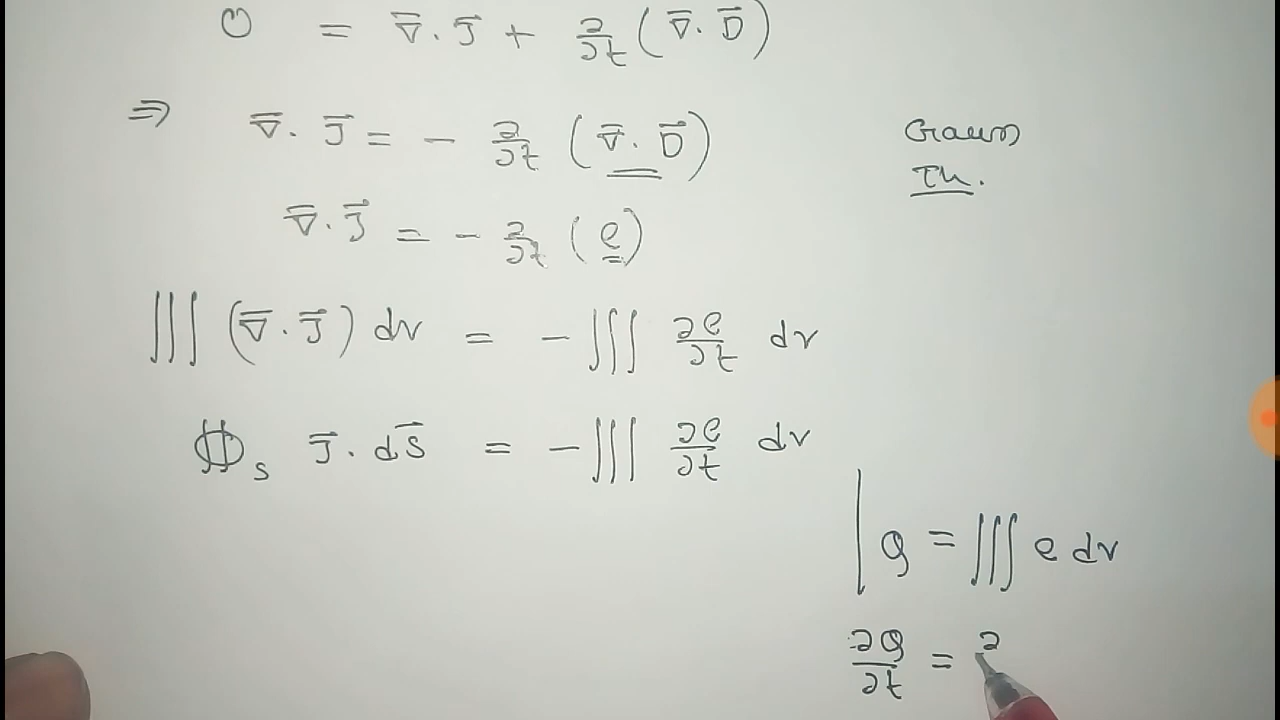 0 = ∇̄ . J̄ + ∂/∂t (∇̄ . D̄)
⇒ ∇̄ . J̄ = - ∂/∂t (∇̄ . D̄)
Gauss
Th.
∇̄ . J̄ = - ∂/∂t (ρ)
∭ (∇̄ . J̄) dv = - ∭ ∂ρ/∂t dv
∯s J̄ . dS̄ = - ∭ ∂ρ/∂t dv
Q = ∭ ρ dv
∂Q/∂t = ∂